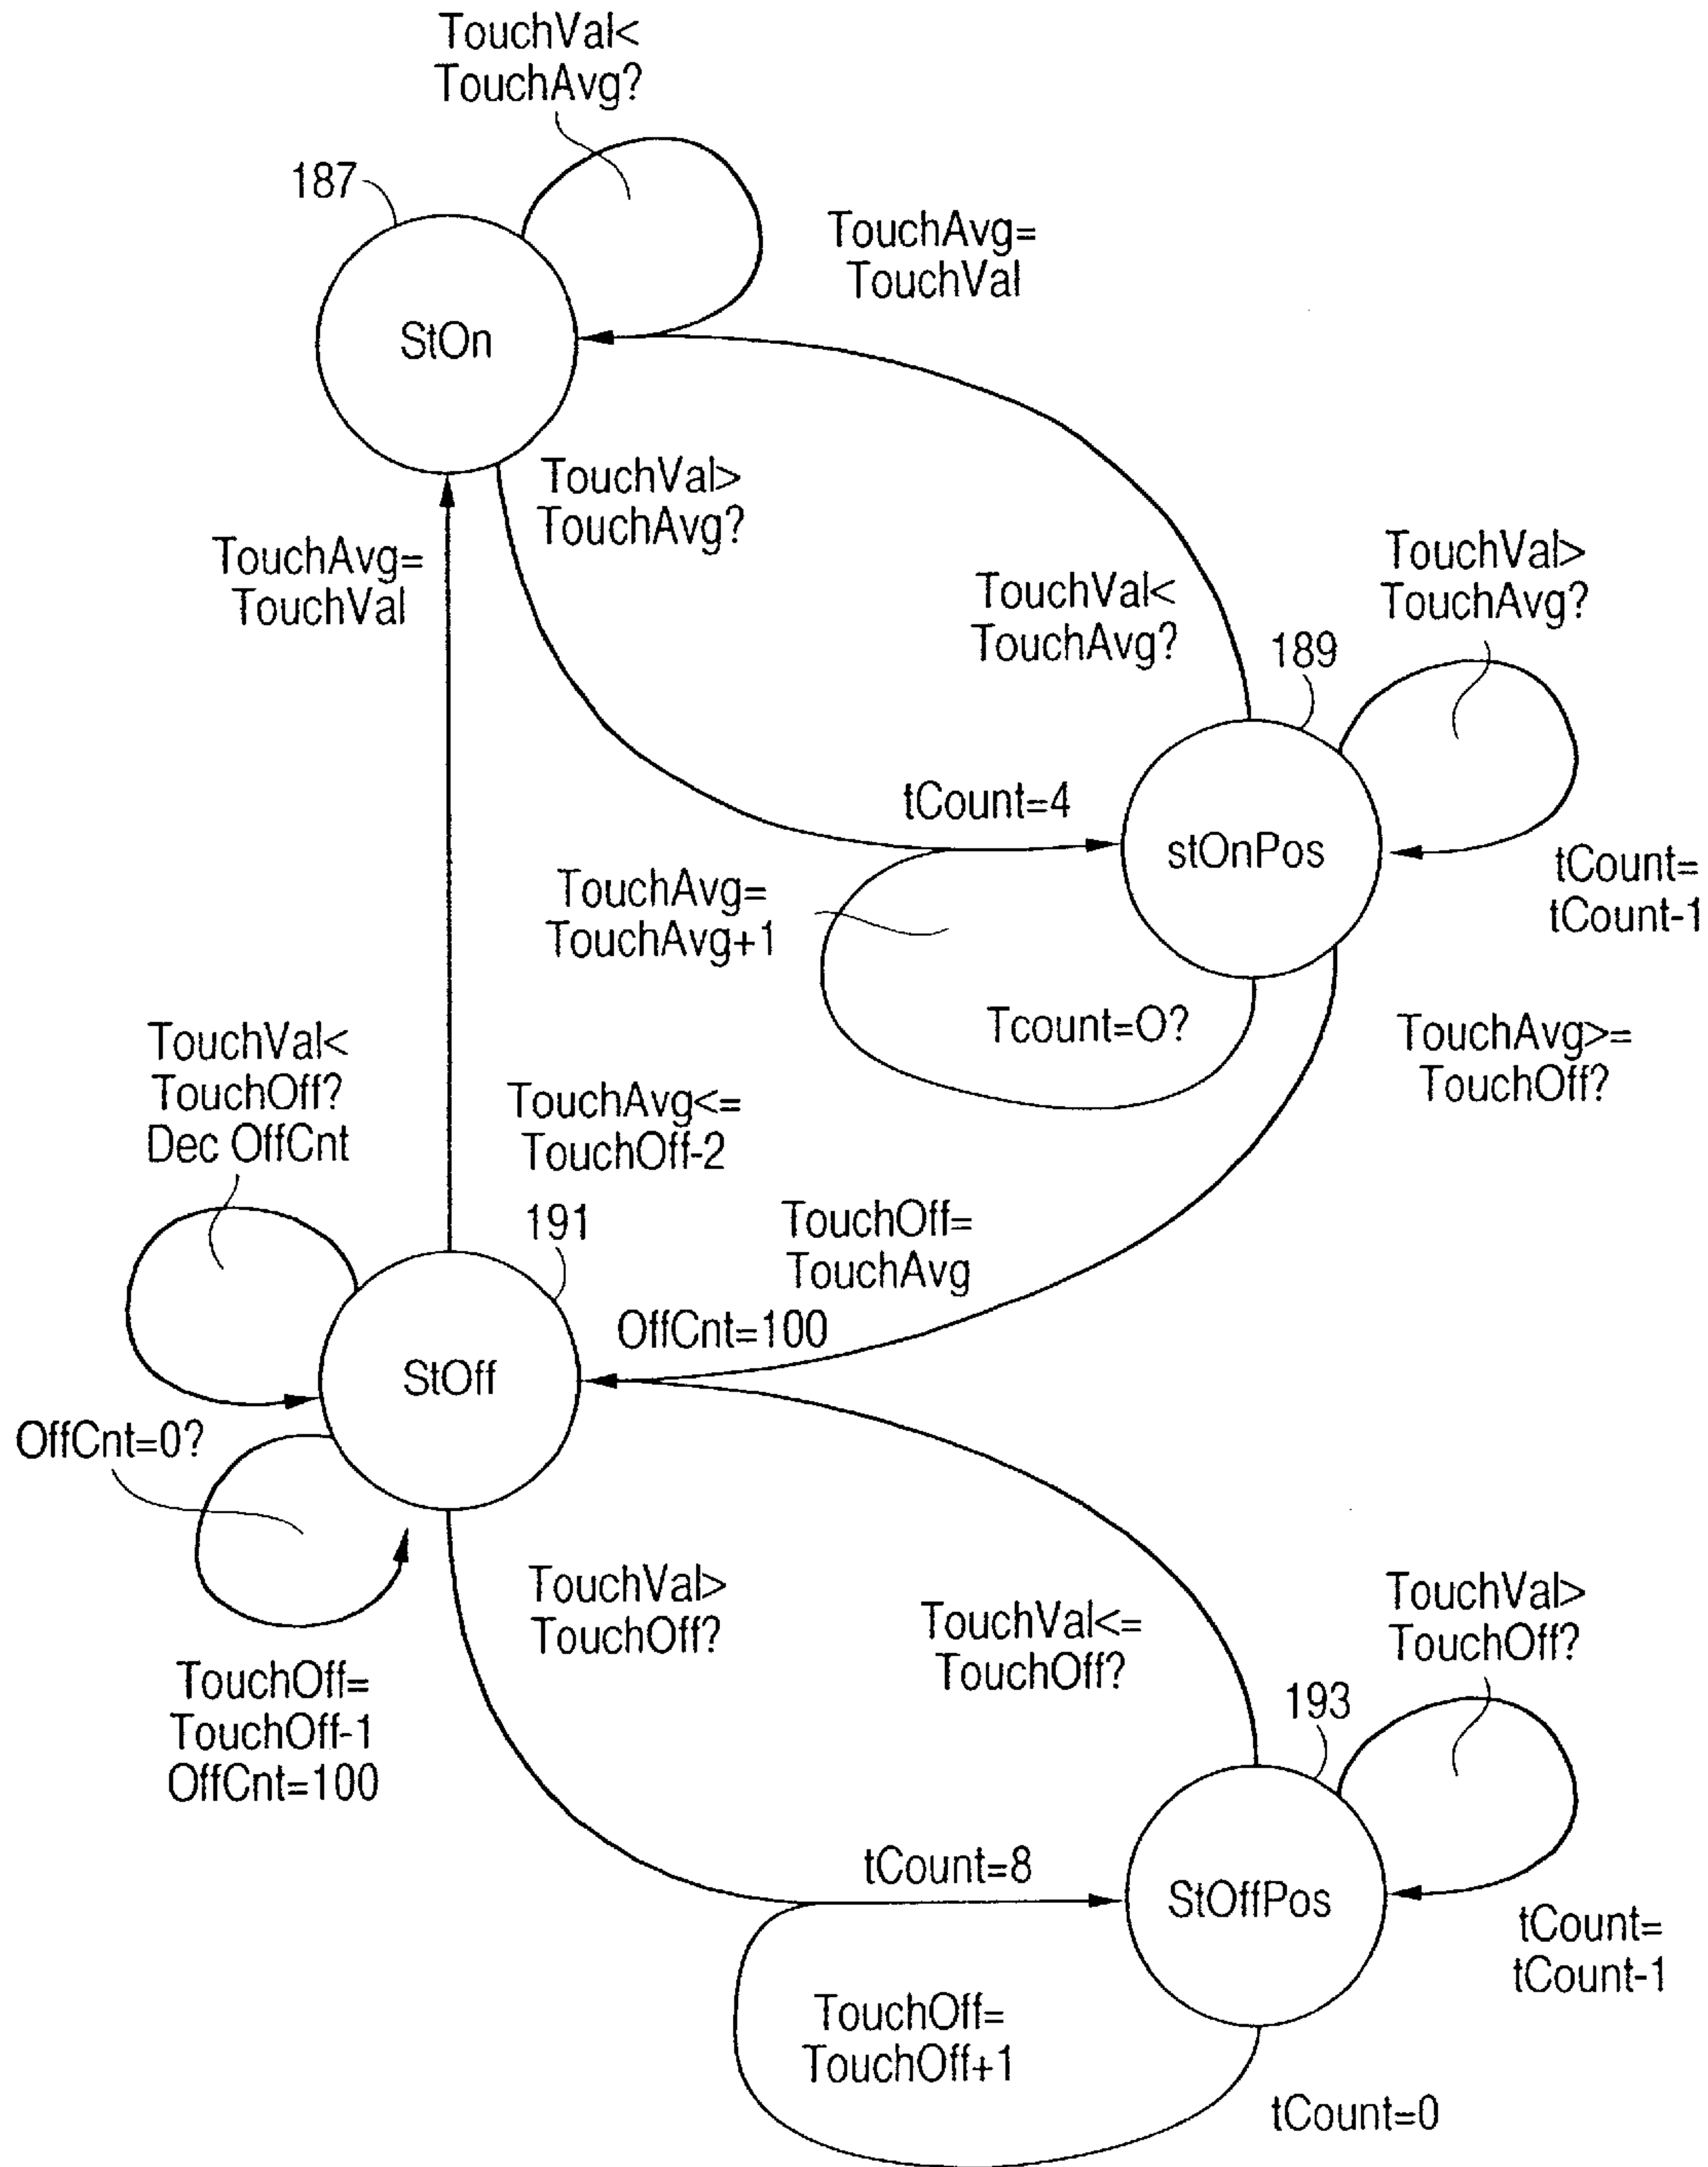 TouchVal<
TouchAvg?
187
TouchAvg=
TouchVal
StOn
TouchVal>
TouchAvg?
TouchAvg=
TouchVal
TouchVal<
TouchAvg?
TouchVal>
TouchAvg?
189
tCount=4
stOnPos
tCount=
tCount-1
TouchAvg=
TouchAvg+1
Tcount=O?
TouchAvg>=
TouchOff?
TouchVal<
TouchOff?
Dec OffCnt
TouchAvg<=
TouchOff-2
191
TouchOff=
TouchAvg
OffCnt=100
StOff
OffCnt=0?
TouchVal>
TouchOff?
TouchVal<=
TouchOff?
TouchVal>
TouchOff?
TouchOff=
TouchOff-1
OffCnt=100
193
tCount=8
StOffPos
tCount=
tCount-1
TouchOff=
TouchOff+1
tCount=0